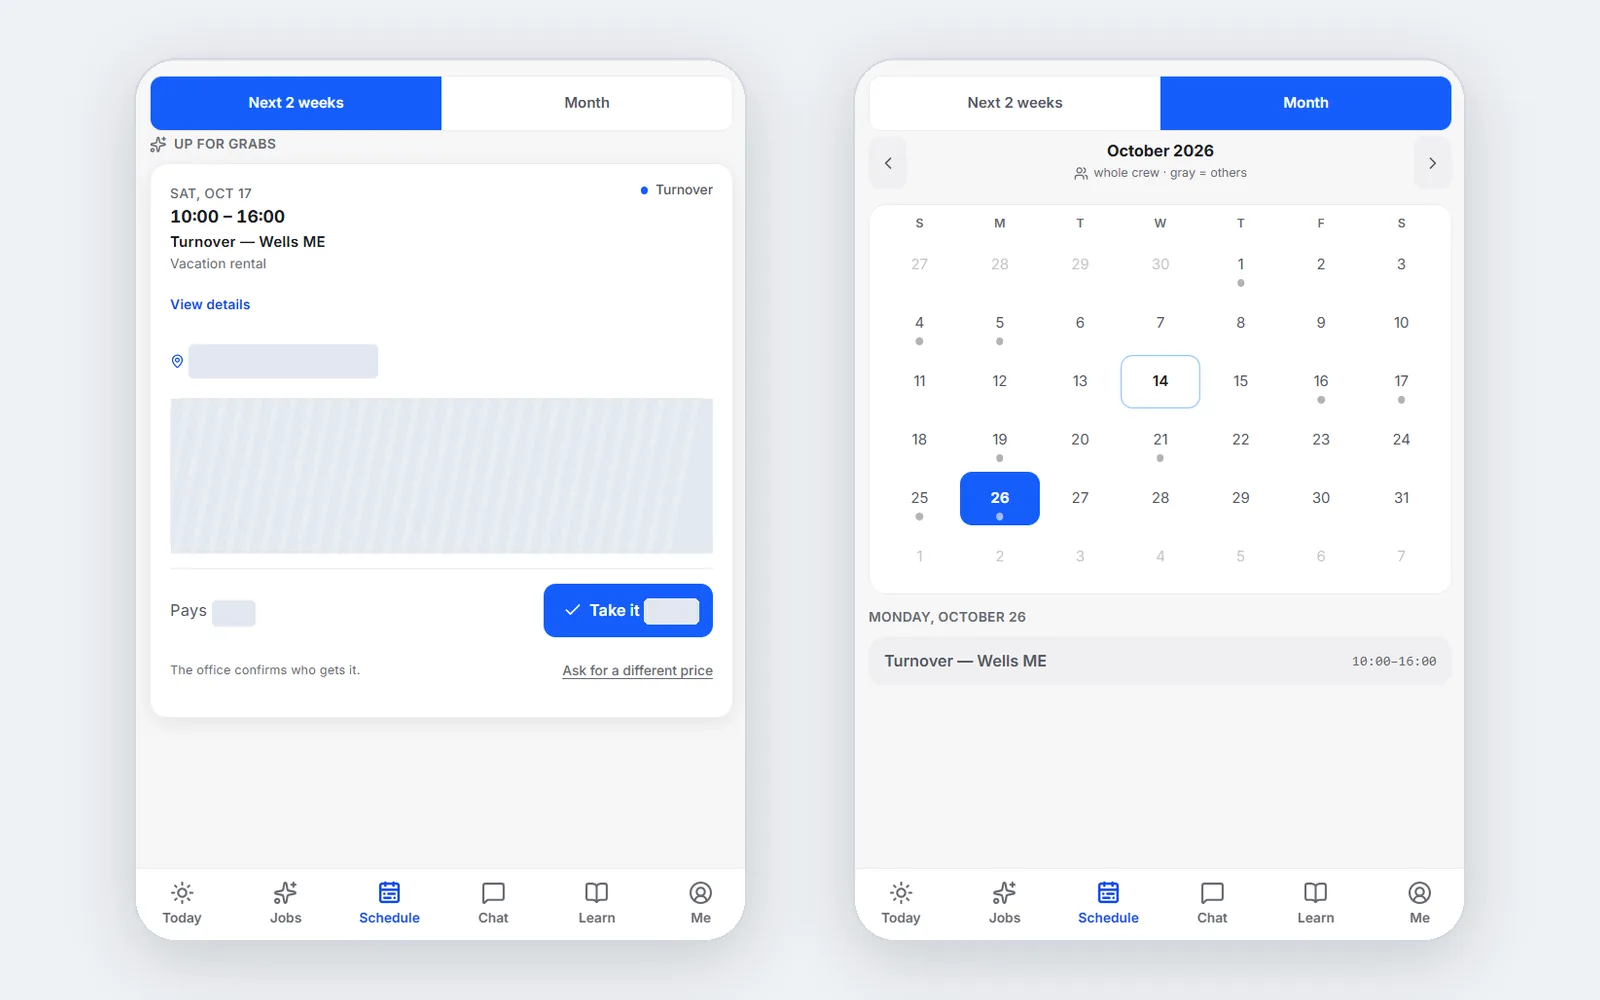 Next 2 weeks Month
UP FOR GRABS
SAT, OCT 17
Turnover
10:00 – 16:00
Turnover — Wells ME
Vacation rental
View details
Pays
Take it
The office confirms who gets it.
Ask for a different price
Today Jobs Schedule Chat Learn Me
Next 2 weeks Month
October 2026
whole crew · gray = others
S M T W T F S
27 28 29 30 1 2 3
4 5 6 7 8 9 10
11 12 13 14 15 16 17
18 19 20 21 22 23 24
25 26 27 28 29 30 31
1 2 3 4 5 6 7
MONDAY, OCTOBER 26
Turnover — Wells ME 10:00–16:00
Today Jobs Schedule Chat Learn Me